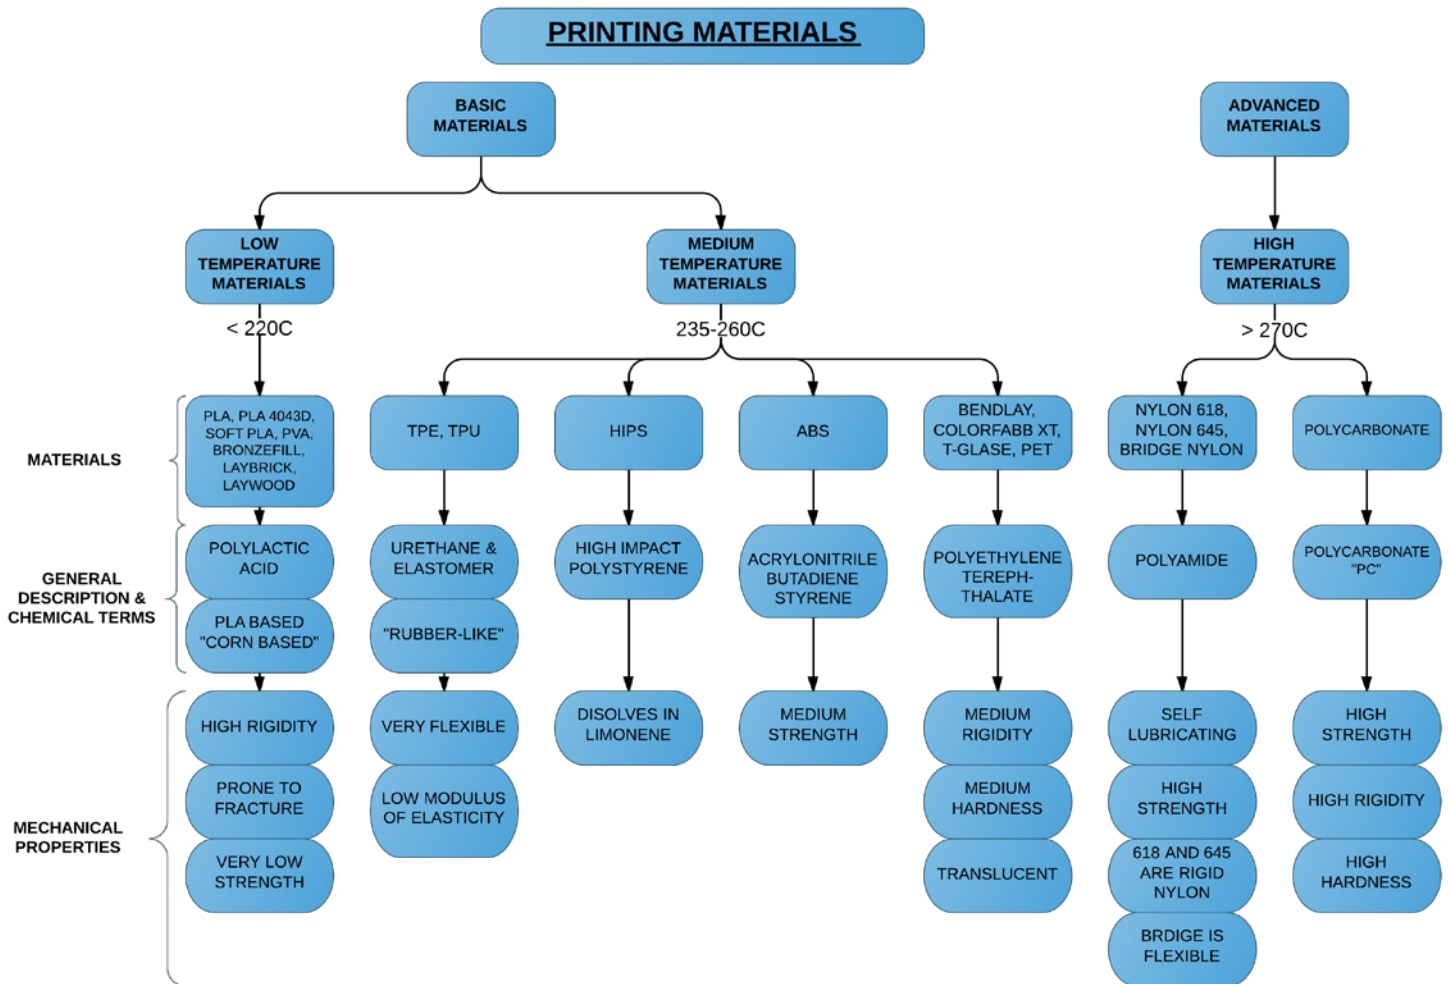 PRINTING MATERIALS
BASIC
MATERIALS
ADVANCED
MATERIALS
LOW
TEMPERATURE
MATERIALS
MEDIUM
TEMPERATURE
MATERIALS
HIGH
TEMPERATURE
MATERIALS
< 220C
235-260C
> 270C
MATERIALS
PLA, PLA 4043D,
SOFT PLA, PVA,
BRONZEFILL,
LAYBRICK,
LAYWOOD
TPE, TPU
HIPS
ABS
BENDLAY,
COLORFABB XT,
T-GLASE, PET
NYLON 618,
NYLON 645,
BRIDGE NYLON
POLYCARBONATE
GENERAL
DESCRIPTION &
CHEMICAL TERMS
POLYLACTIC
ACID
PLA BASED
"CORN BASED"
URETHANE &
ELASTOMER
"RUBBER-LIKE"
HIGH IMPACT
POLYSTYRENE
ACRYLONITRILE
BUTADIENE
STYRENE
POLYETHYLENE
TEREPH-
THALATE
POLYAMIDE
POLYCARBONATE
"PC"
MECHANICAL
PROPERTIES
HIGH RIGIDITY
PRONE TO
FRACTURE
VERY LOW
STRENGTH
VERY FLEXIBLE
LOW MODULUS
OF ELASTICITY
DISOLVES IN
LIMONENE
MEDIUM
STRENGTH
MEDIUM
RIGIDITY
MEDIUM
HARDNESS
TRANSLUCENT
SELF
LUBRICATING
HIGH
STRENGTH
618 AND 645
ARE RIGID
NYLON
BRDIGE IS
FLEXIBLE
HIGH
STRENGTH
HIGH RIGIDITY
HIGH
HARDNESS